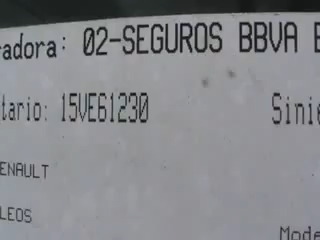 radora: 02-SEGUROS BBVA B
tario: 15VE61230 Sinie
ENAULT
LEOS
Mode